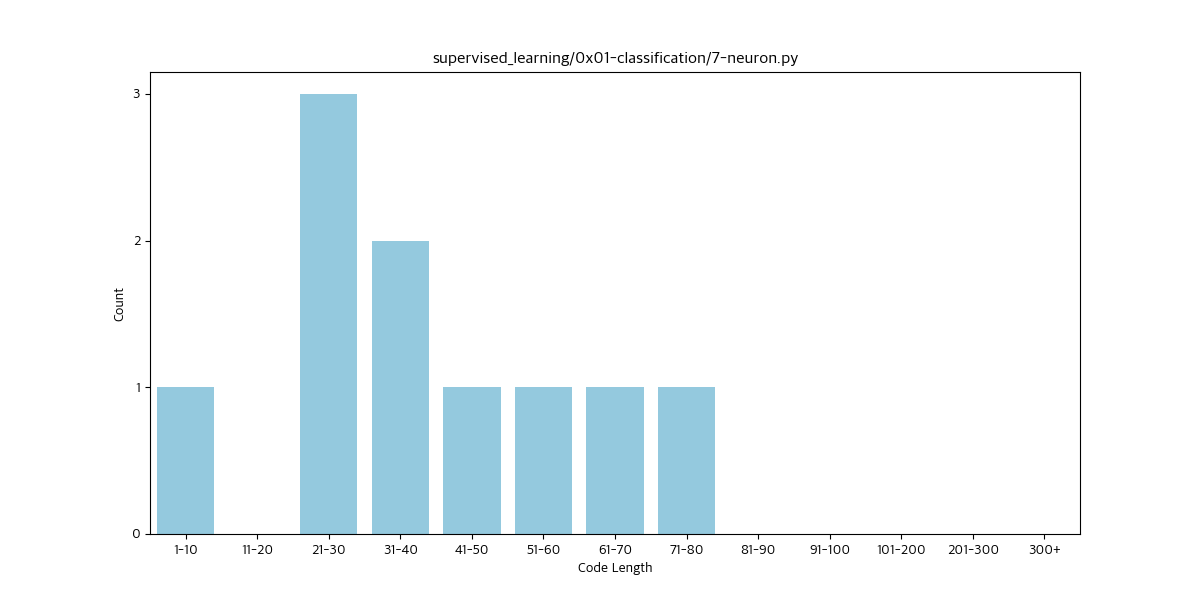 supervised_learning/0x01-classification/7-neuron.py
3
2
1
0
Count
1-10 11-20 21-30 31-40 41-50 51-60 61-70 71-80 81-90 91-100 101-200 201-300 300+
Code Length